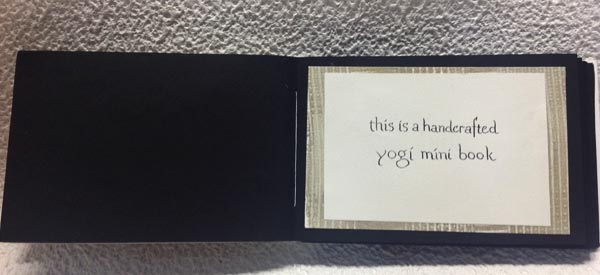 this is a handcrafted
yogi mini book